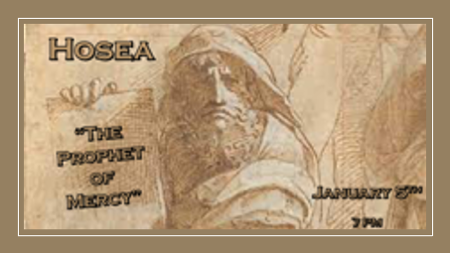 HOSEA
"THE
PROPHET
OF
MERCY"
JANUARY 5TH
7 PM